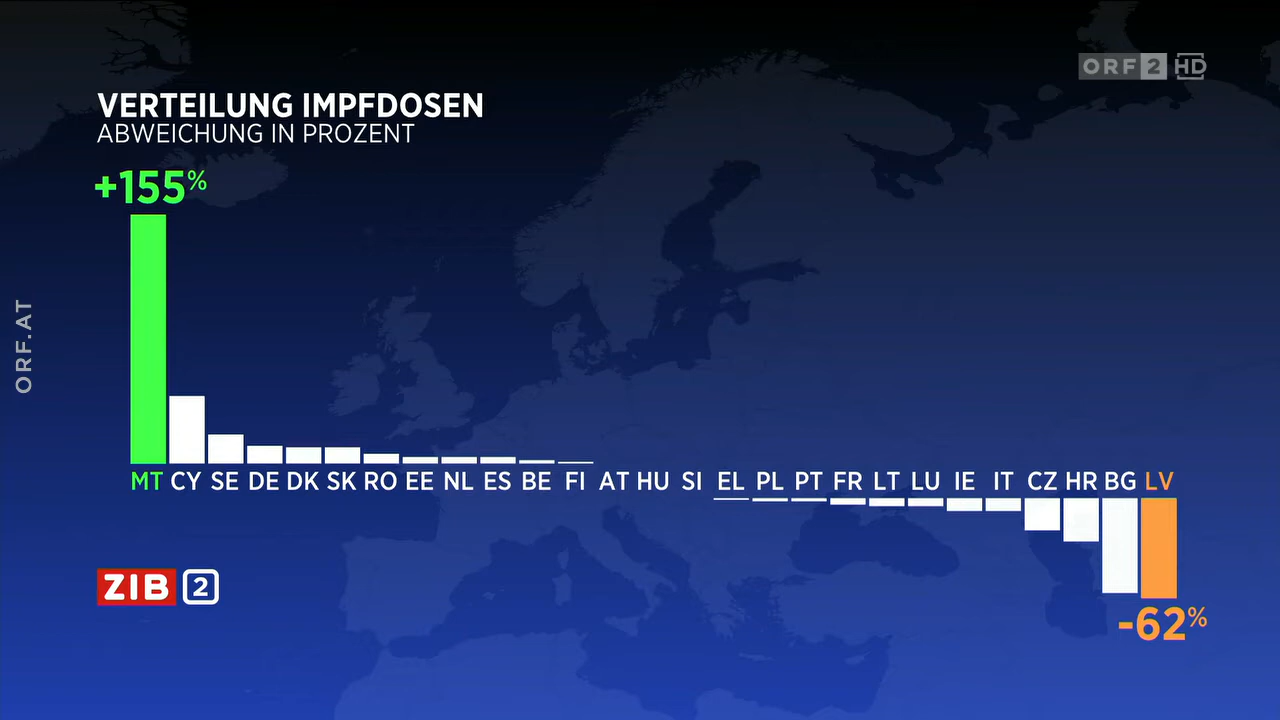 ORF 2 HD
VERTEILUNG IMPFDOSEN
ABWEICHUNG IN PROZENT
+155%
ORF.AT
MT CY SE DE DK SK RO EE NL ES BE FI AT HU SI EL PL PT FR LT LU IE IT CZ HR BG LV
ZIB 2
-62%